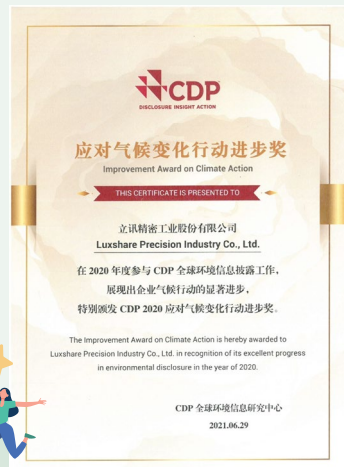 CDP
DISCLOSURE INSIGHT ACTION
应对气候变化行动进步奖
Improvement Award on Climate Action
THIS CERTIFICATE IS PRESENTED TO
立讯精密工业股份有限公司
Luxshare Precision Industry Co., Ltd.
在 2020 年度参与 CDP 全球环境信息披露工作，
展现出企业气候行动的显著进步，
特别颁发 CDP 2020 应对气候变化行动进步奖。
The Improvement Award on Climate Action is hereby awarded to
Luxshare Precision Industry Co., Ltd. in recognition of its excellent progress
in environmental disclosure in the year of 2020.
CDP 全球环境信息研究中心
2021.06.29